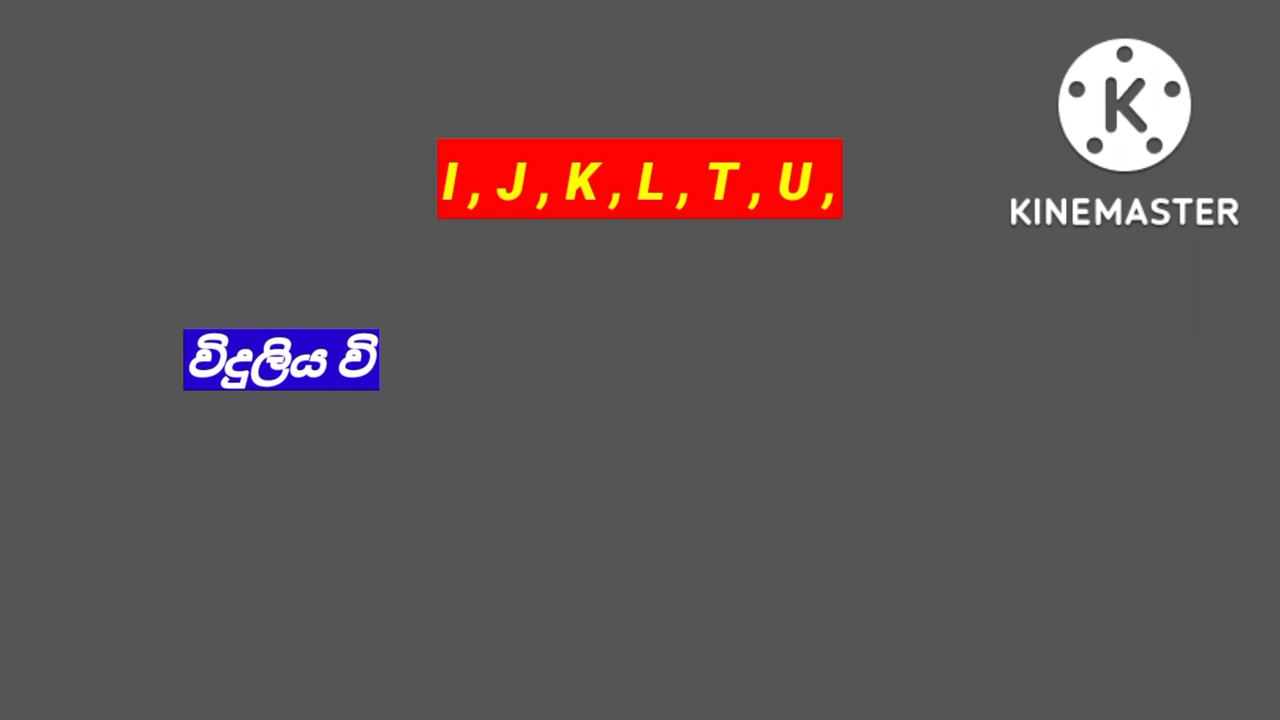 I , J , K , L , T , U ,
K
KINEMASTER
විදුලිය වි